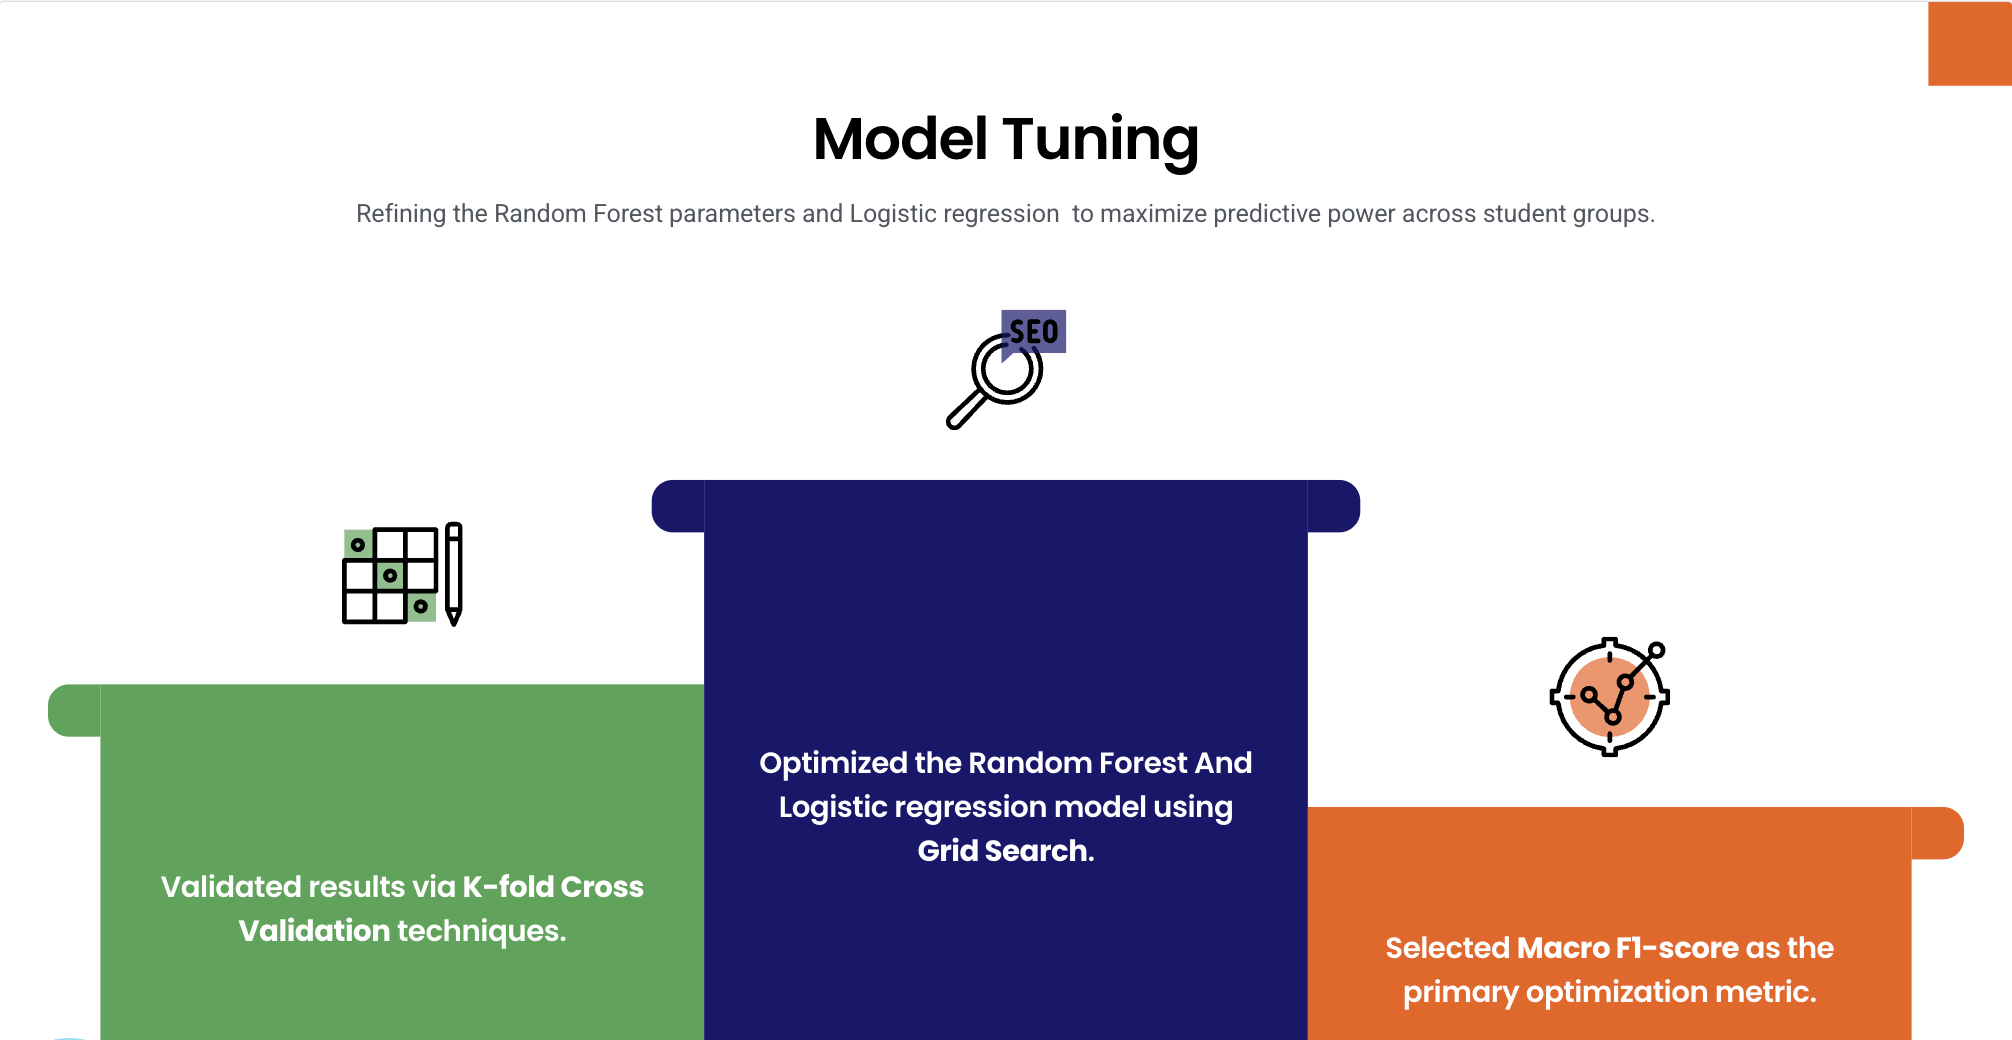 Model Tuning
Refining the Random Forest parameters and Logistic regression  to maximize predictive power across student groups.
SEO
Optimized the Random Forest And
Logistic regression model using
Grid Search.
Validated results via K-fold Cross
Validation techniques.
Selected Macro F1-score as the
primary optimization metric.